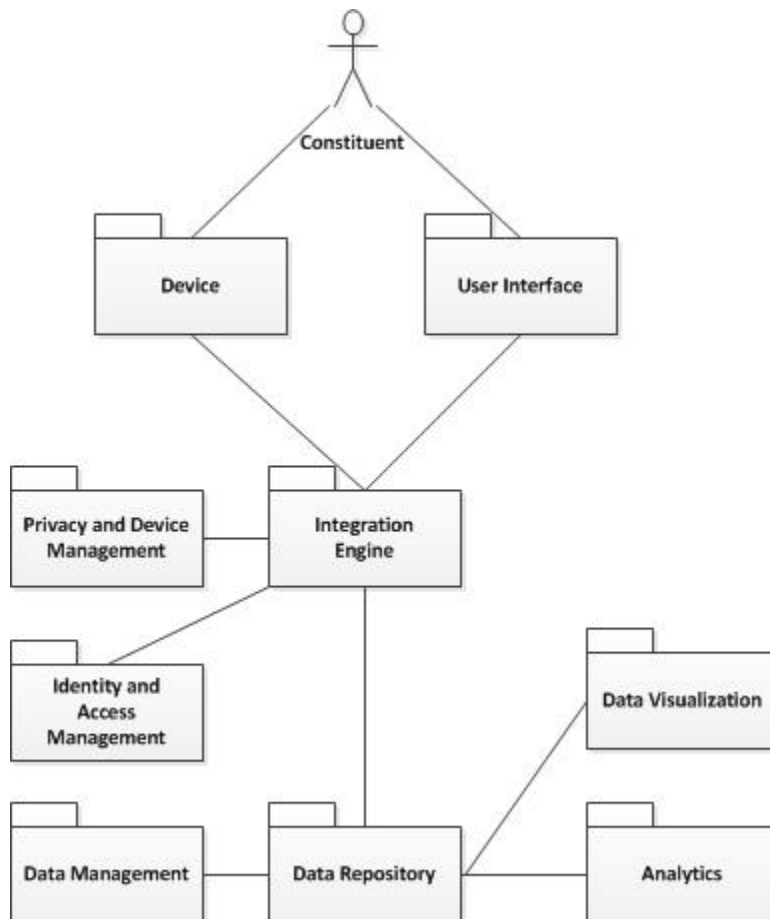 Constituent
Device
User Interface
Privacy and Device
Management
Integration
Engine
Identity and
Access
Management
Data Visualization
Data Management
Data Repository
Analytics